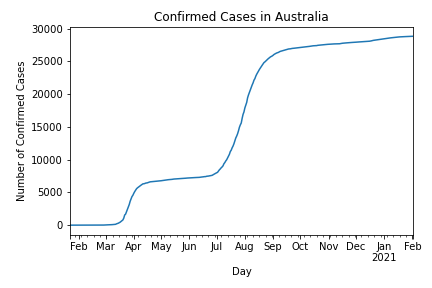 Confirmed Cases in Australia
Number of Confirmed Cases
30000
25000
20000
15000
10000
5000
0
Feb Mar Apr May Jun Jul Aug Sep Oct Nov Dec Jan Feb
2021
Day